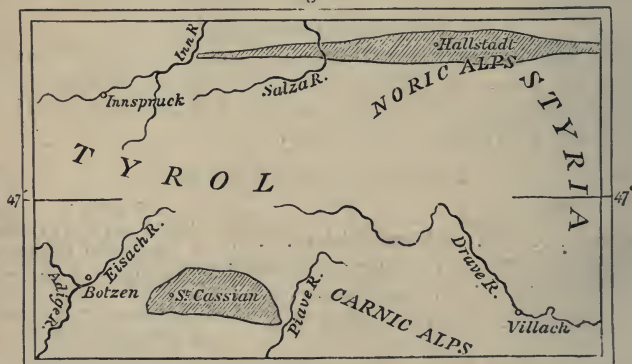 Hallstadt
Inn R.
NORIC ALPS
Salza R.
Innspruck
STYRIA
TYROL
47°
47°
Eisach R.
Drave R.
Adige R.
Botzen
St. Cassian
Piave R.
CARNIC ALPS
Villack